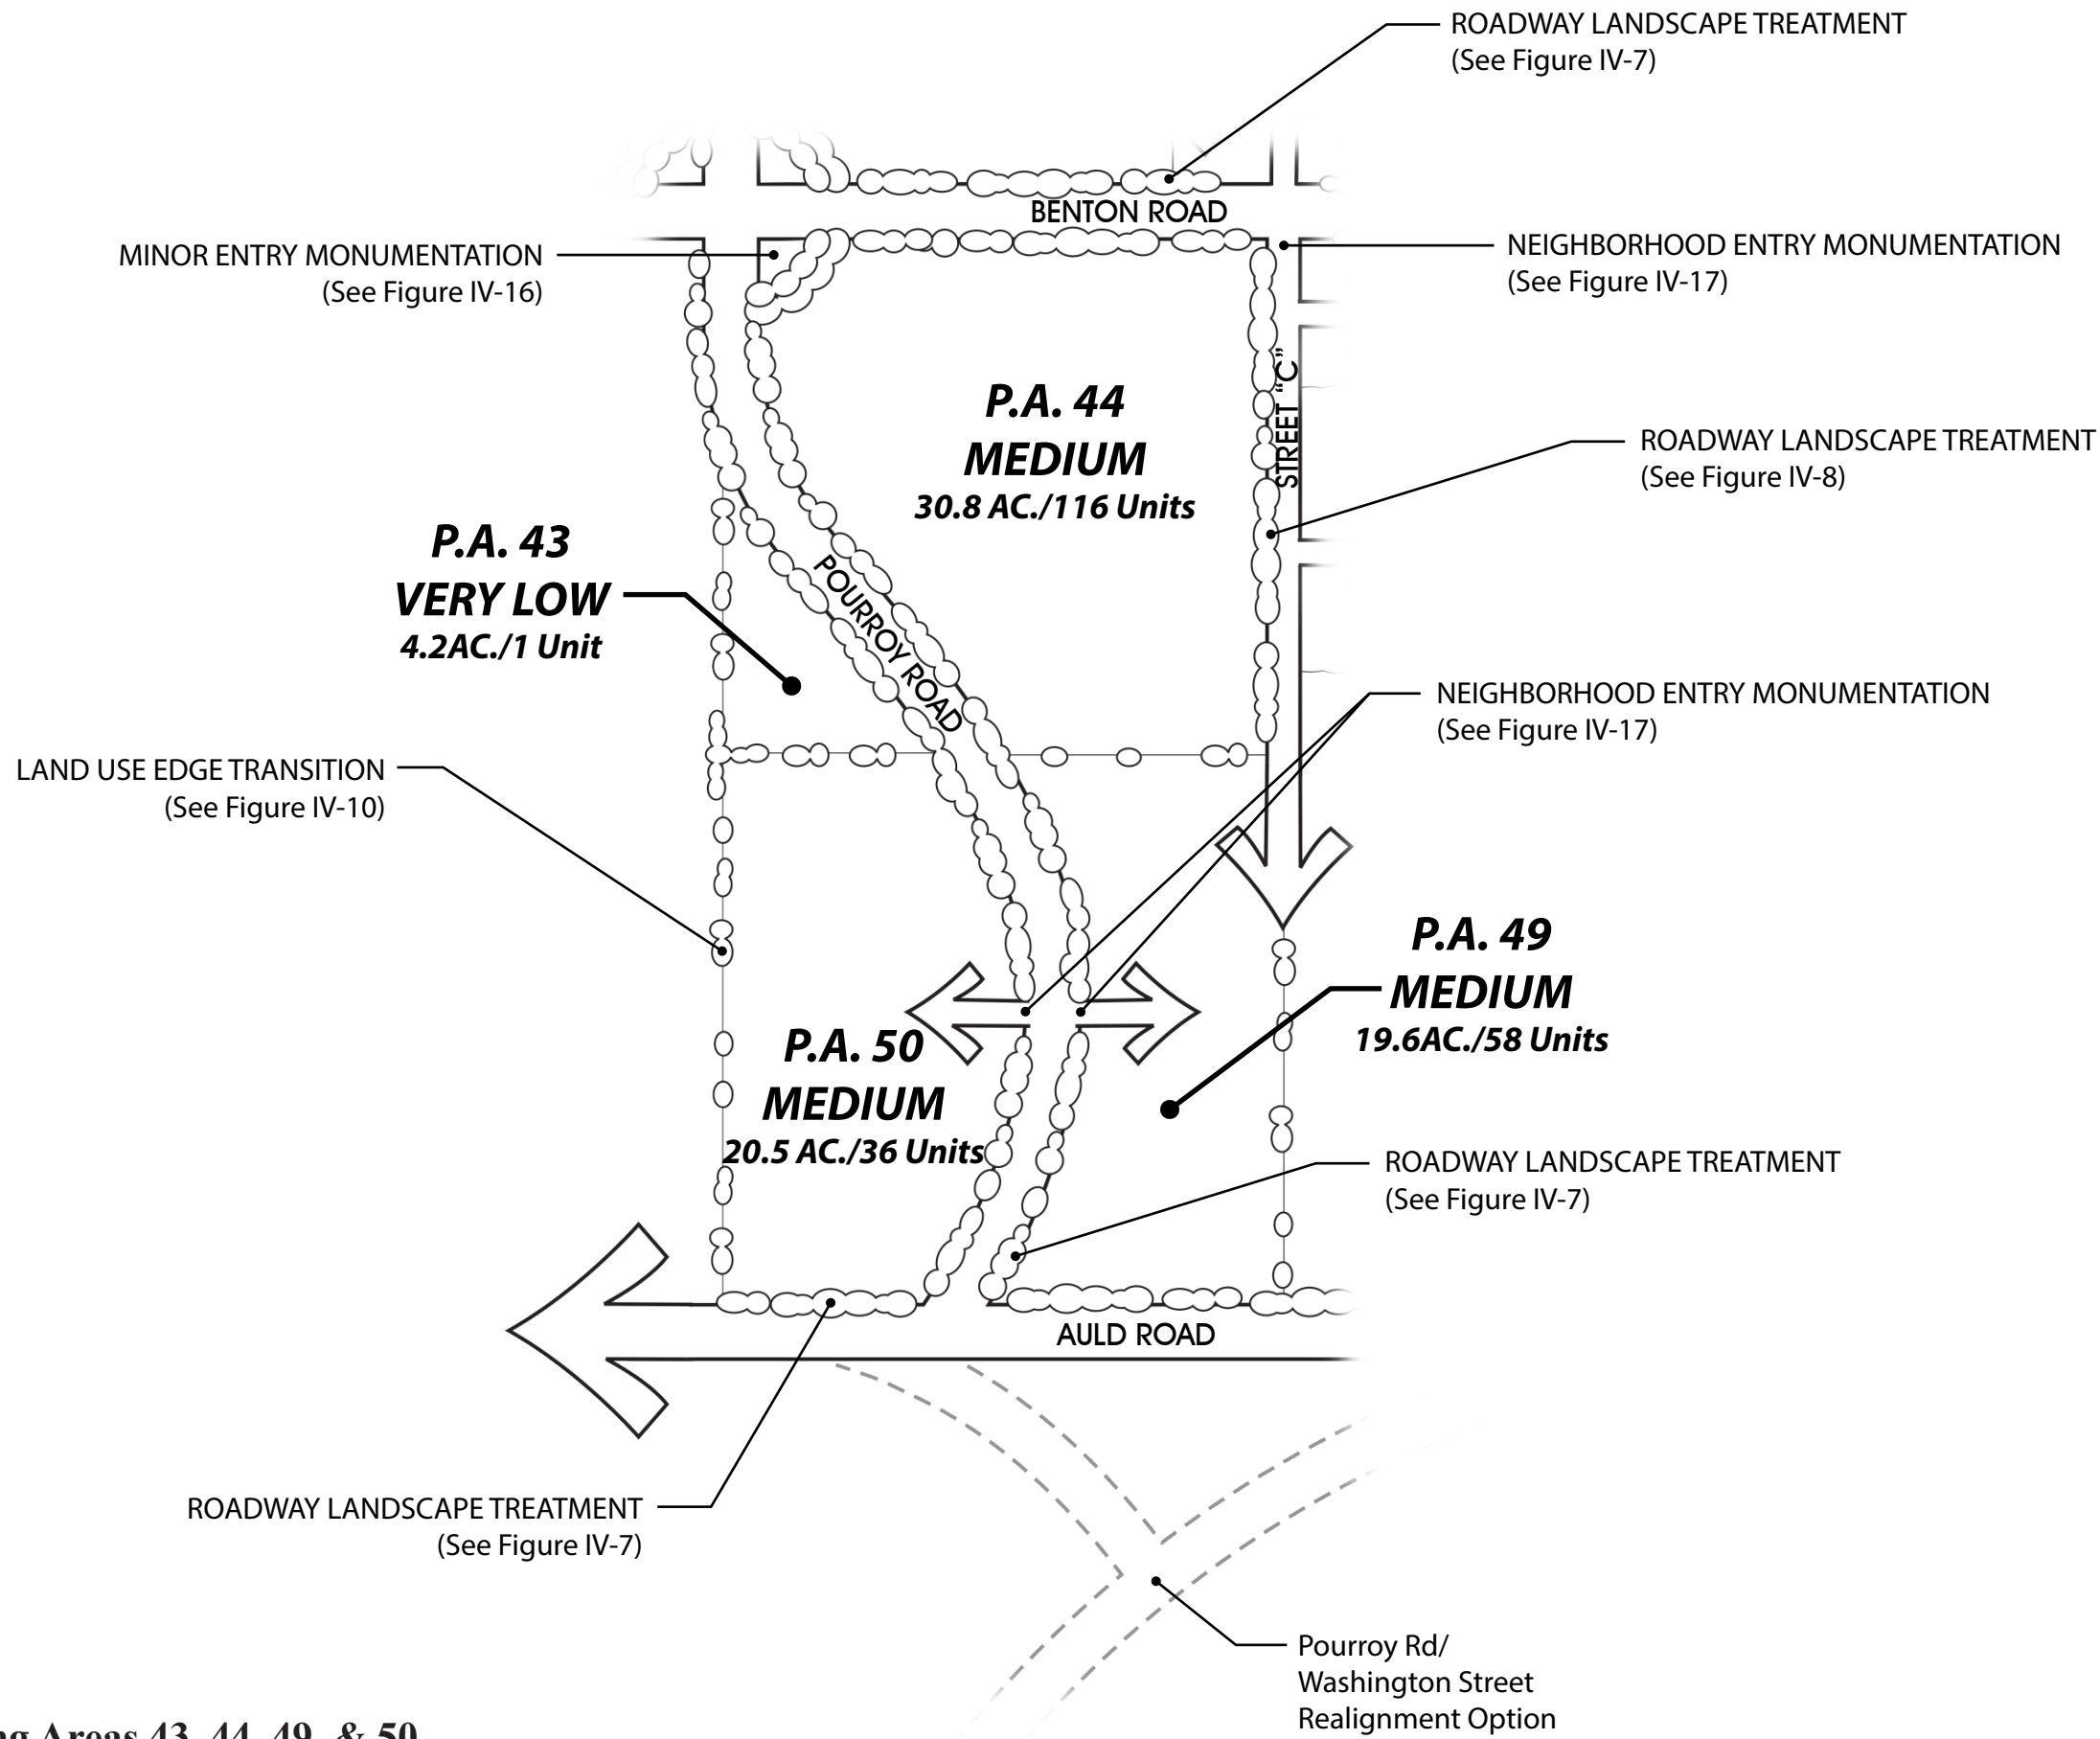 ROADWAY LANDSCAPE TREATMENT
(See Figure IV-7)
BENTON ROAD
MINOR ENTRY MONUMENTATION
(See Figure IV-16)
NEIGHBORHOOD ENTRY MONUMENTATION
(See Figure IV-17)
STREET "C"
P.A. 44
MEDIUM
30.8 AC./116 Units
ROADWAY LANDSCAPE TREATMENT
(See Figure IV-8)
P.A. 43
VERY LOW
4.2AC./1 Unit
POURROY ROAD
NEIGHBORHOOD ENTRY MONUMENTATION
(See Figure IV-17)
LAND USE EDGE TRANSITION
(See Figure IV-10)
P.A. 49
MEDIUM
19.6AC./58 Units
P.A. 50
MEDIUM
20.5 AC./36 Units
ROADWAY LANDSCAPE TREATMENT
(See Figure IV-7)
AULD ROAD
ROADWAY LANDSCAPE TREATMENT
(See Figure IV-7)
Pourroy Rd/
Washington Street
Realignment Option
Areas 43, 44, 49, & 50